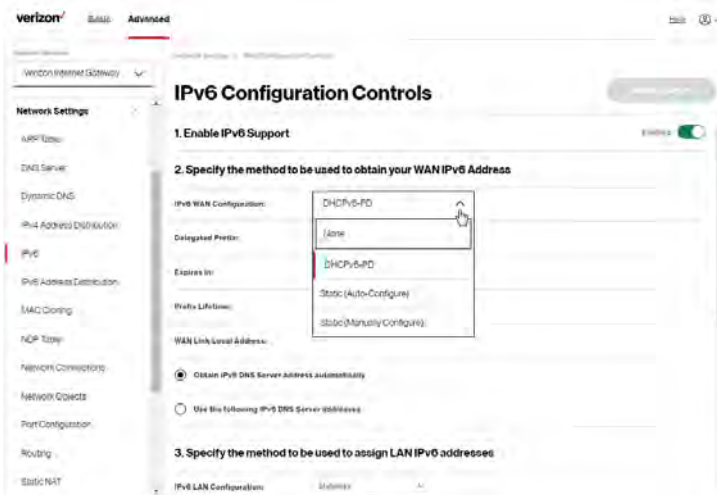 verizon✓ Basic Advanced Help
Verizon Internet Gateway
IPv6 Configuration Controls
Network Settings
1. Enable IPv6 Support
Enabled
ARP Table
DNS Server
2. Specify the method to be used to obtain your WAN IPv6 Address
Dynamic DNS
IPv6 WAN Configuration: DHCPv6-PD
IPv4 Address Distribution
None
Delegated Prefix:
IPv6
DHCPv6-PD
Expires In:
IPv6 Address Distribution
Static (Auto-Configure)
MAC Cloning
Prefix Lifetime:
Static (Manually Configure)
NDP Table
WAN Link Local Address:
Network Connections
Obtain IPv6 DNS Server Address automatically
Network Objects
Use the following IPv6 DNS Server addresses
Port Configuration
Routing
3. Specify the method to be used to assign LAN IPv6 addresses
Static NAT
IPv6 LAN Configuration: Stateless